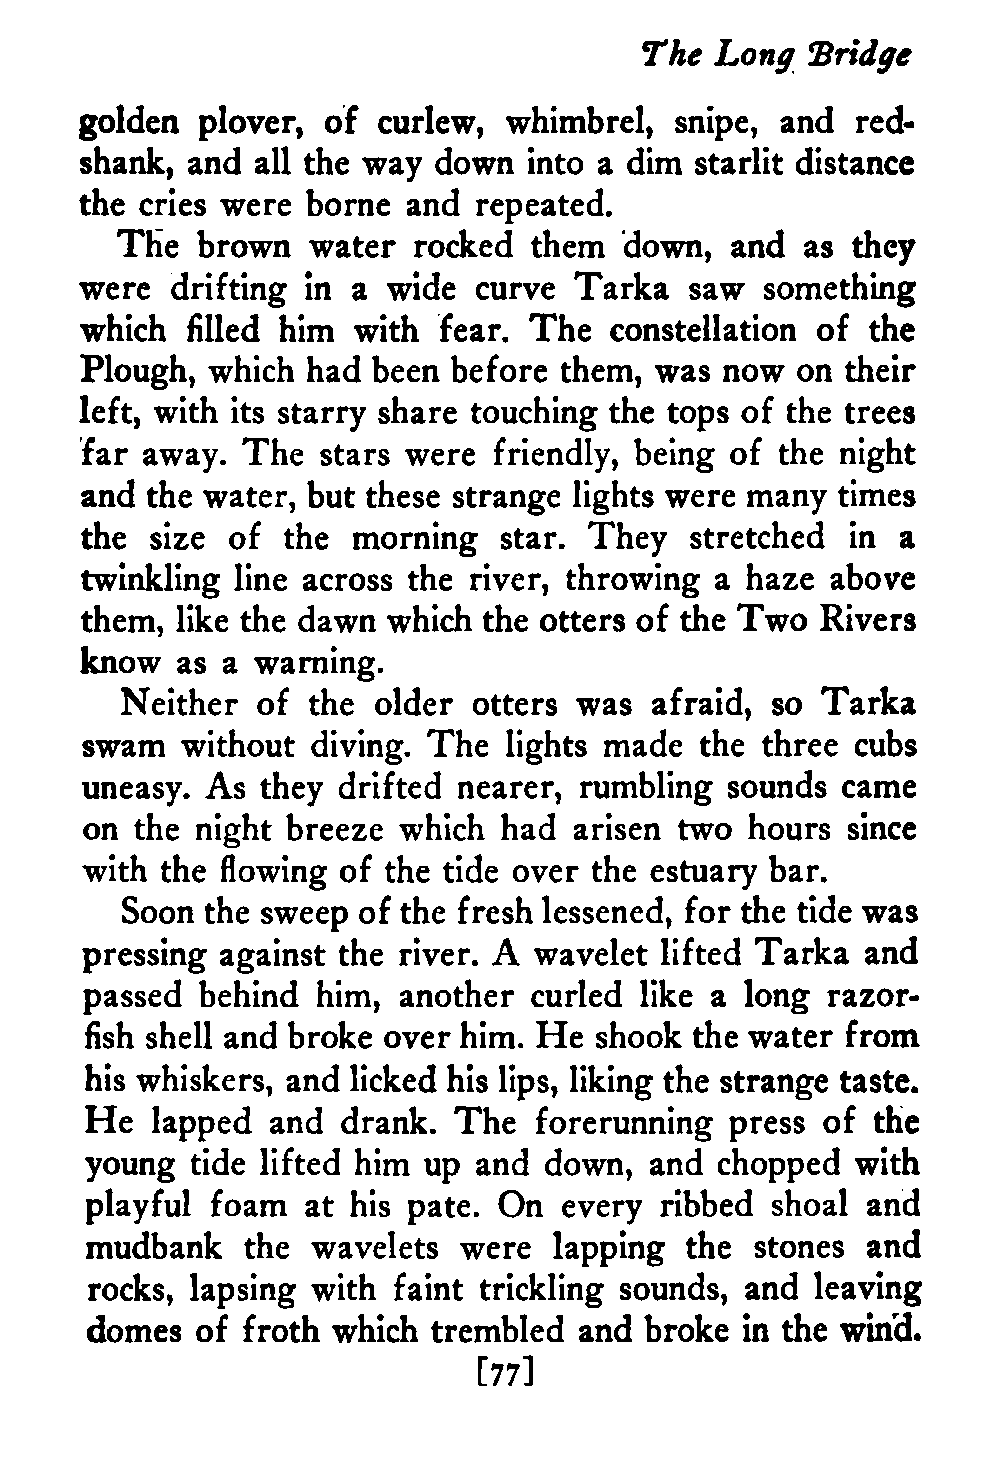 The Long Bridge
golden plover, of curlew, whimbrel, snipe, and red-
shank, and all the way down into a dim starlit distance
the cries were borne and repeated.
The brown water rocked them down, and as they
were drifting in a wide curve Tarka saw something
which filled him with fear. The constellation of the
Plough, which had been before them, was now on their
left, with its starry share touching the tops of the trees
far away. The stars were friendly, being of the night
and the water, but these strange lights were many times
the size of the morning star. They stretched in a
twinkling line across the river, throwing a haze above
them, like the dawn which the otters of the Two Rivers
know as a warning.
Neither of the older otters was afraid, so Tarka
swam without diving. The lights made the three cubs
uneasy. As they drifted nearer, rumbling sounds came
on the night breeze which had arisen two hours since
with the flowing of the tide over the estuary bar.
Soon the sweep of the fresh lessened, for the tide was
pressing against the river. A wavelet lifted Tarka and
passed behind him, another curled like a long razor-
fish shell and broke over him. He shook the water from
his whiskers, and licked his lips, liking the strange taste.
He lapped and drank. The forerunning press of the
young tide lifted him up and down, and chopped with
playful foam at his pate. On every ribbed shoal and
mudbank the wavelets were lapping the stones and
rocks, lapsing with faint trickling sounds, and leaving
domes of froth which trembled and broke in the wind.
[77]